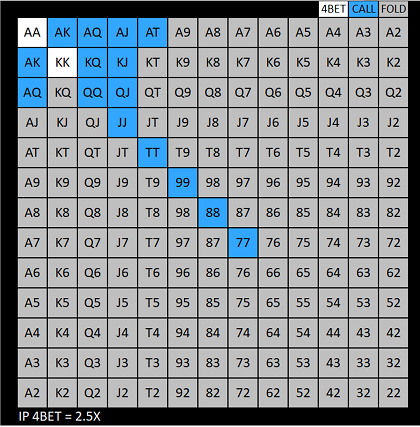 4BET CALL FOLD
AA AK AQ AJ AT A9 A8 A7 A6 A5 A4 A3 A2
AK KK KQ KJ KT K9 K8 K7 K6 K5 K4 K3 K2
AQ KQ QQ QJ QT Q9 Q8 Q7 Q6 Q5 Q4 Q3 Q2
AJ KJ QJ JJ JT J9 J8 J7 J6 J5 J4 J3 J2
AT KT QT JT TT T9 T8 T7 T6 T5 T4 T3 T2
A9 K9 Q9 J9 T9 99 98 97 96 95 94 93 92
A8 K8 Q8 J8 T8 98 88 87 86 85 84 83 82
A7 K7 Q7 J7 T7 97 87 77 76 75 74 73 72
A6 K6 Q6 J6 T6 96 86 76 66 65 64 63 62
A5 K5 Q5 J5 T5 95 85 75 65 55 54 53 52
A4 K4 Q4 J4 T4 94 84 74 64 54 44 43 42
A3 K3 Q3 J3 T3 93 83 73 63 53 43 33 32
A2 K2 Q2 J2 T2 92 82 72 62 52 42 32 22
IP 4BET = 2.5X